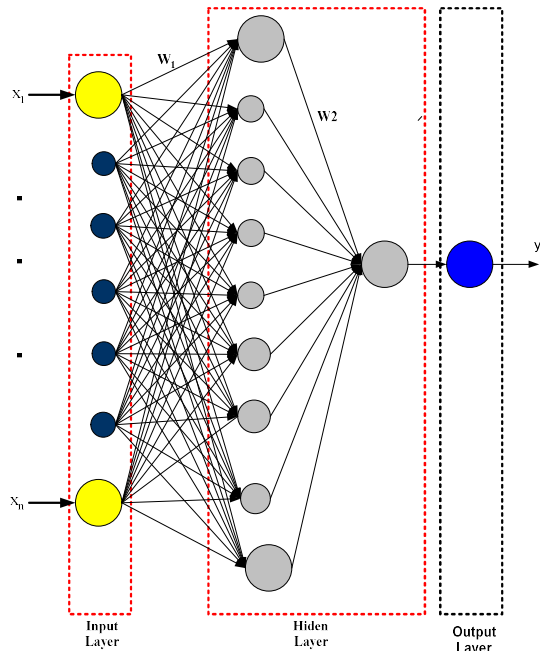 W1
X1
W2
y
Xn
Input
Layer
Hiden
Layer
Output
Layer